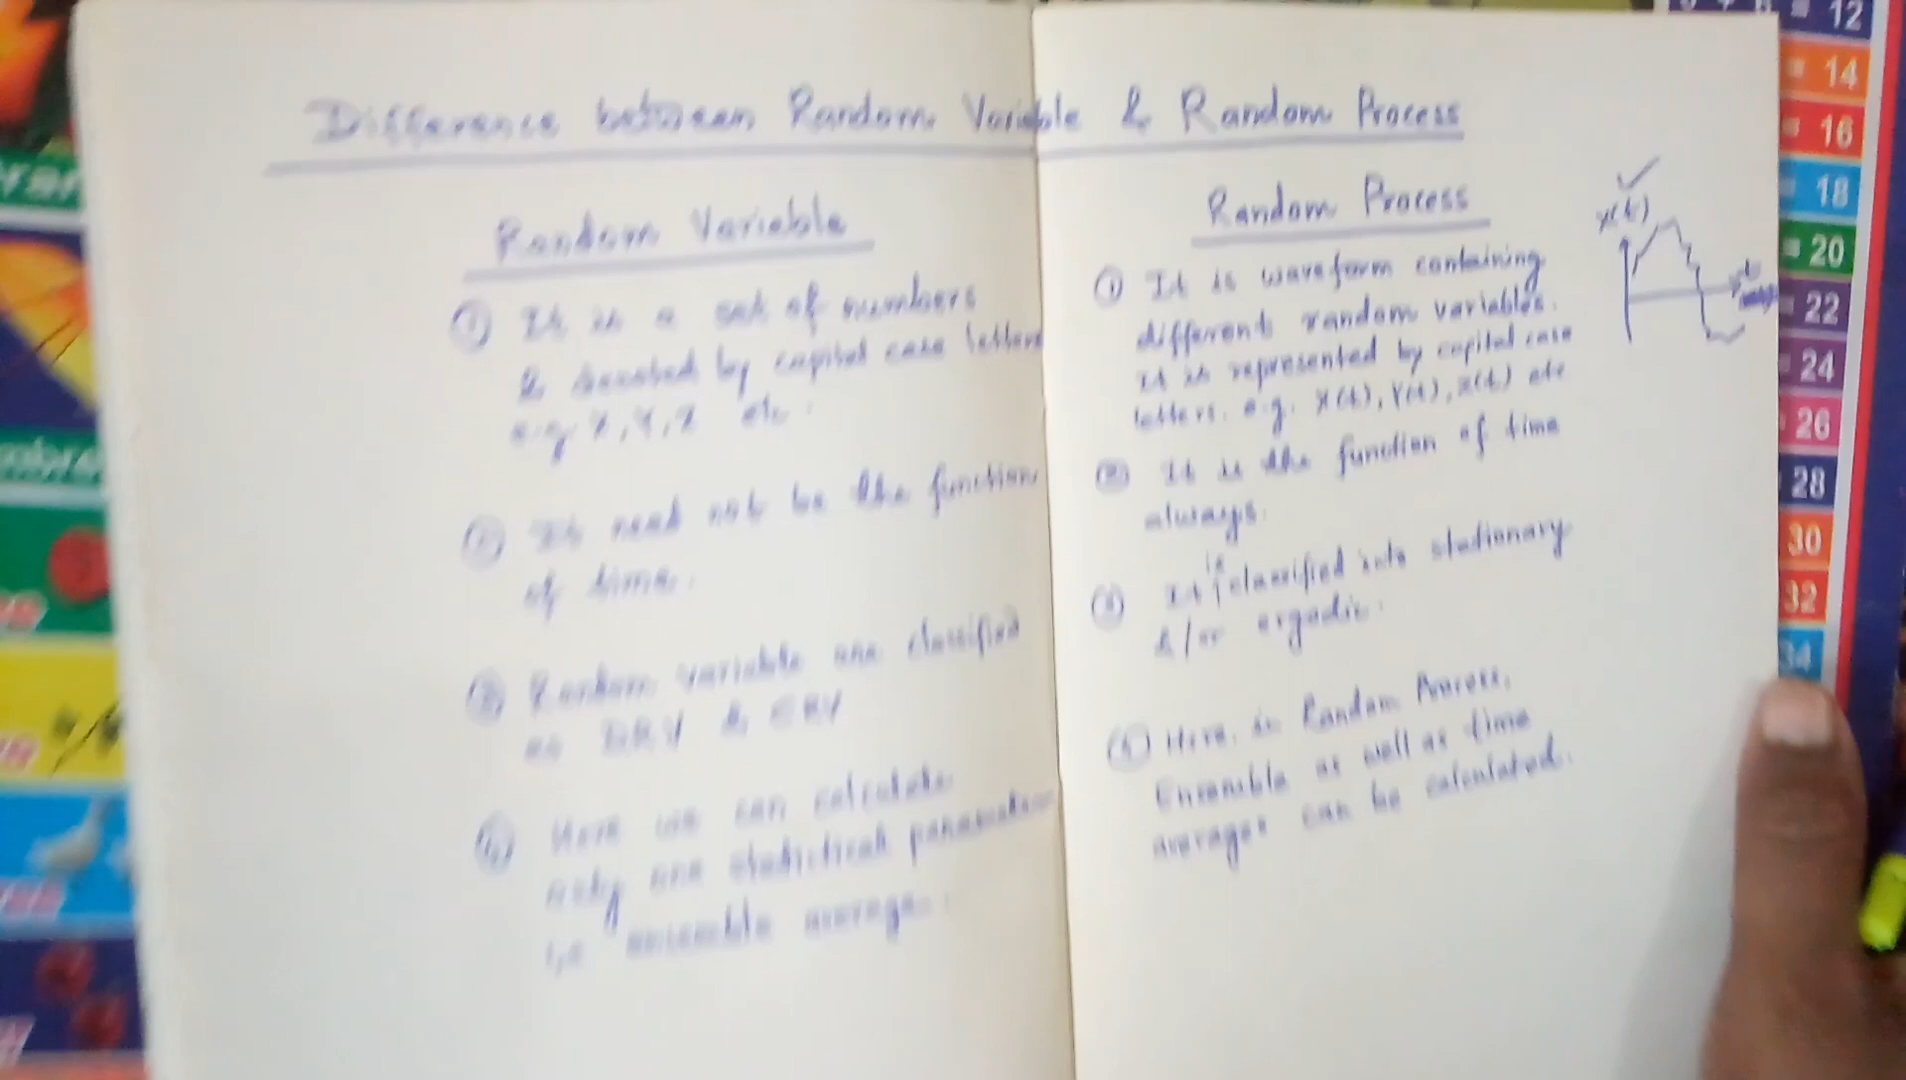 Difference between Random Variable & Random Process
Random Variable
① It is a set of numbers
& denoted by capital case letters
e.g. X, Y, Z etc.
② It need not be the function
of time.
③ Random variable are classified
as DRV & CRV
④ Here we can calculate
only one statistical parameter
i.e ensemble average.
Random Process
① It is waveform containing
different random variables.
It is represented by capital case
letters. e.g. X(t), Y(t), Z(t) etc
② It is the function of time
always.
③ It is classified into stationary
&/or ergodic.
④ Here, in Random Process,
Ensemble as well as time
averages can be calculated.
x(t)
t
= 12
= 14
= 16
= 18
= 20
= 22
= 24
= 26
28
30
32
34